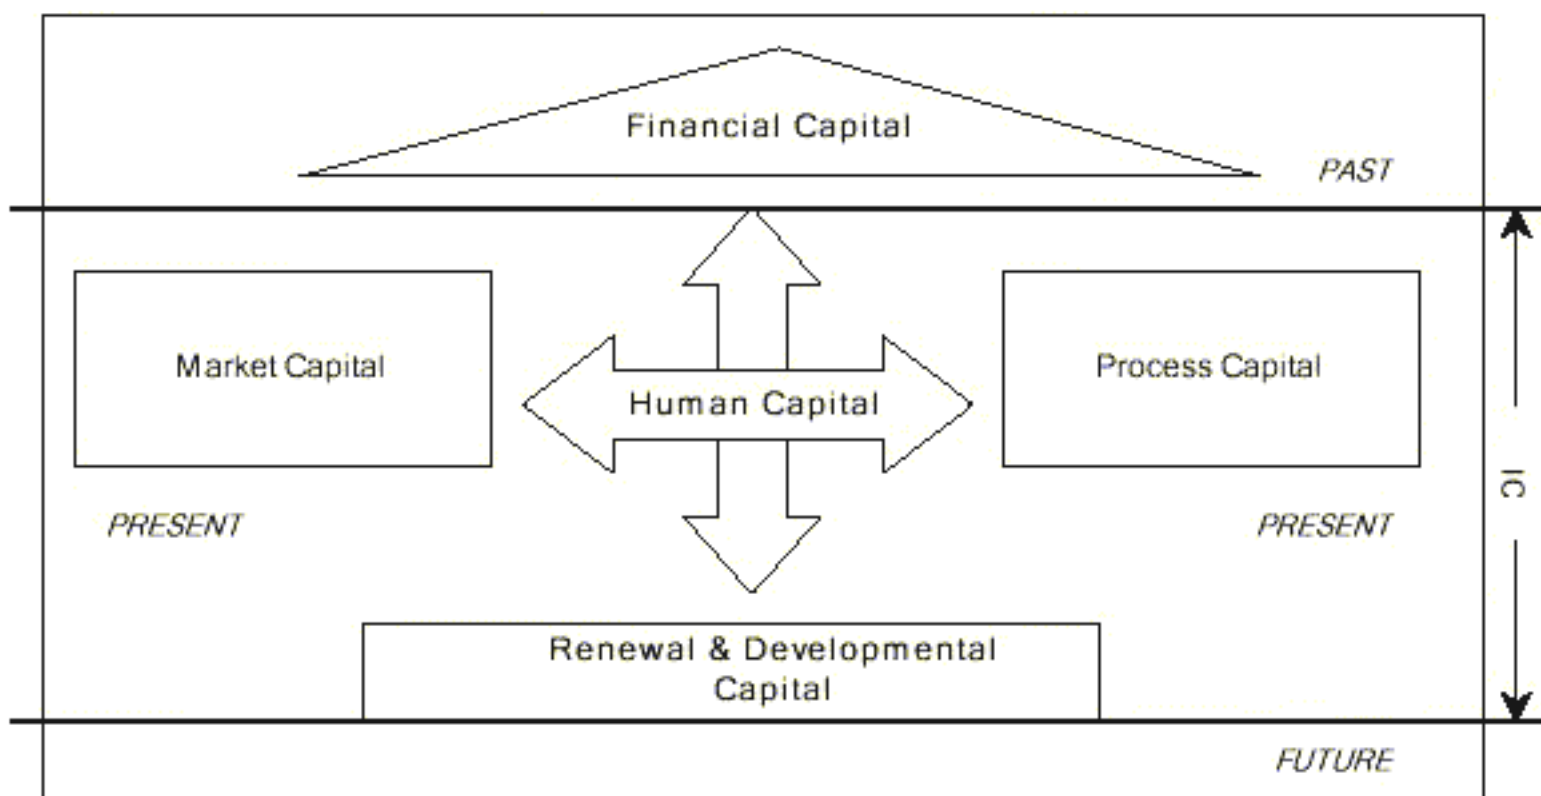 Financial Capital
PAST
Market Capital
Process Capital
Human Capital
IC
PRESENT
PRESENT
Renewal & Developmental
Capital
FUTURE